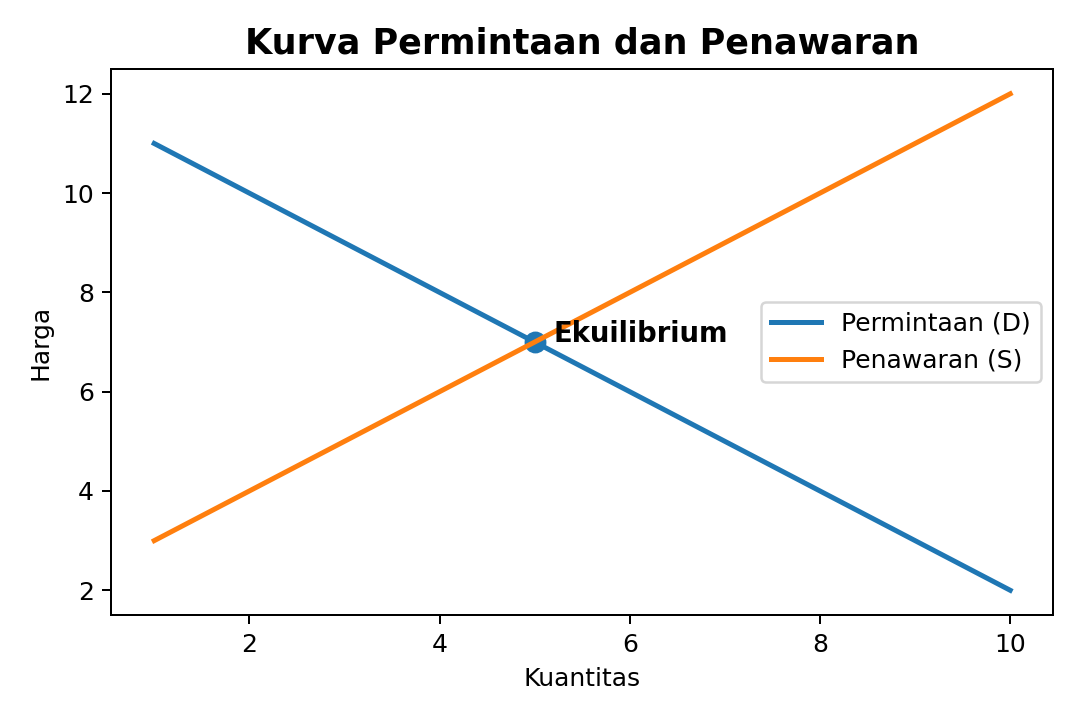 Kurva Permintaan dan Penawaran
12
10
8
6
4
2
Harga
Ekuilibrium
Permintaan (D)
Penawaran (S)
2 4 6 8 10
Kuantitas